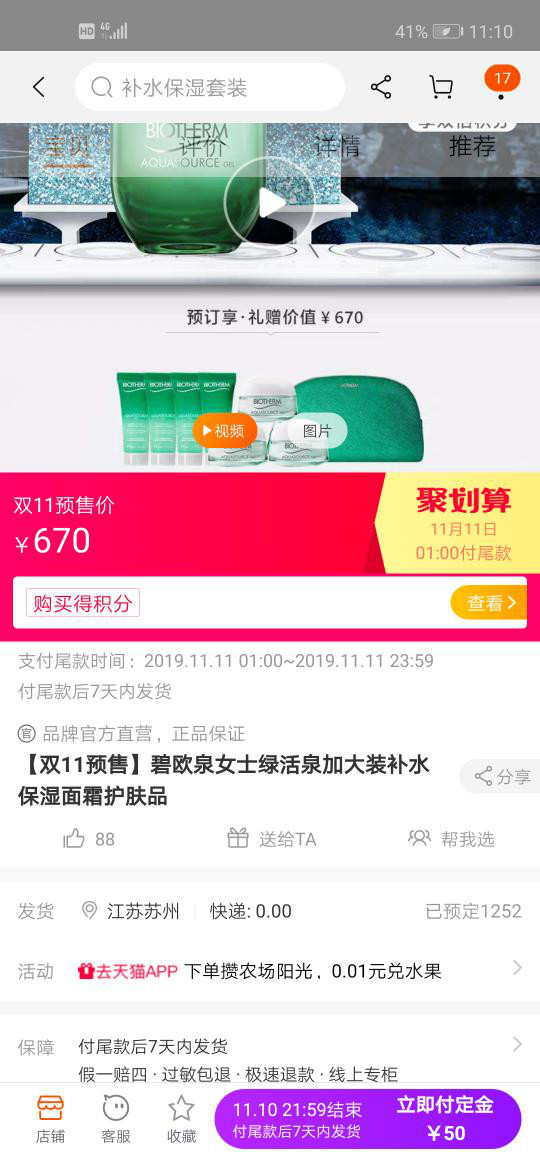 HD 4G
41% 11:10
补水保湿套装
17
宝贝 评价 详情 推荐
BIOTHERM
AQUASOURCE GEL
预订享·礼赠价值￥670
BIOTHERM BIOTHERM BIOTHERM BIOTHERM
BIOTHERM
视频
图片
双11预售价
￥670
聚划算
11月11日
01:00付尾款
购买得积分
查看
支付尾款时间：2019.11.11 01:00~2019.11.11 23:59
付尾款后7天内发货
官 品牌官方直营，正品保证
【双11预售】碧欧泉女士绿活泉加大装补水
保湿面霜护肤品
分享
88
送给TA
帮我选
发货 江苏苏州 快递: 0.00 已预定1252
活动 去天猫APP 下单攒农场阳光，0.01元兑水果
保障 付尾款后7天内发货
假一赔四 · 过敏包退 · 极速退款 · 线上专柜
店铺
客服
收藏
11.10 21:59结束
付尾款后7天内发货
立即付定金
￥50